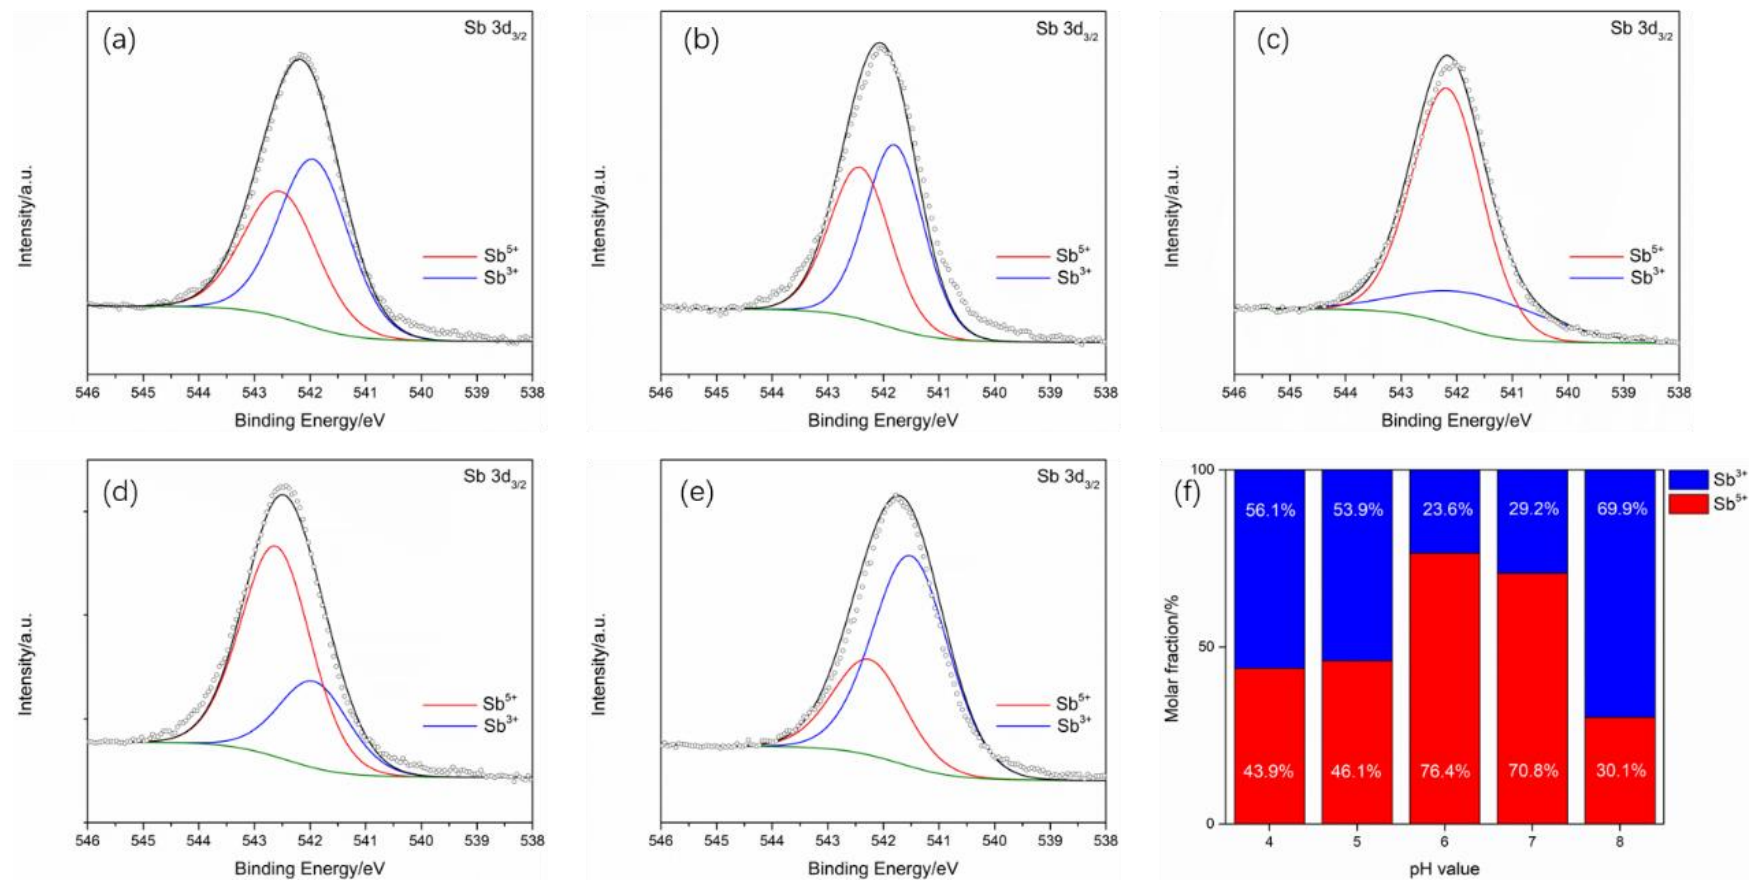 (a)
Sb 3d3/2
Intensity/a.u.
Sb5+
Sb3+
546 545 544 543 542 541 540 539 538
Binding Energy/eV
(b)
Sb 3d3/2
Intensity/a.u.
Sb5+
Sb3+
546 545 544 543 542 541 540 539 538
Binding Energy/eV
(c)
Sb 3d3/2
Intensity/a.u.
Sb5+
Sb3+
546 545 544 543 542 541 540 539 538
Binding Energy/eV
(d)
Sb 3d3/2
Intensity/a.u.
Sb5+
Sb3+
546 545 544 543 542 541 540 539 538
Binding Energy/eV
(e)
Sb 3d3/2
Intensity/a.u.
Sb5+
Sb3+
546 545 544 543 542 541 540 539 538
Binding Energy/eV
(f)
100
50
0
Molar fraction/%
Sb3+
Sb5+
56.1% 53.9% 23.6% 29.2% 69.9%
43.9% 46.1% 76.4% 70.8% 30.1%
4 5 6 7 8
pH value